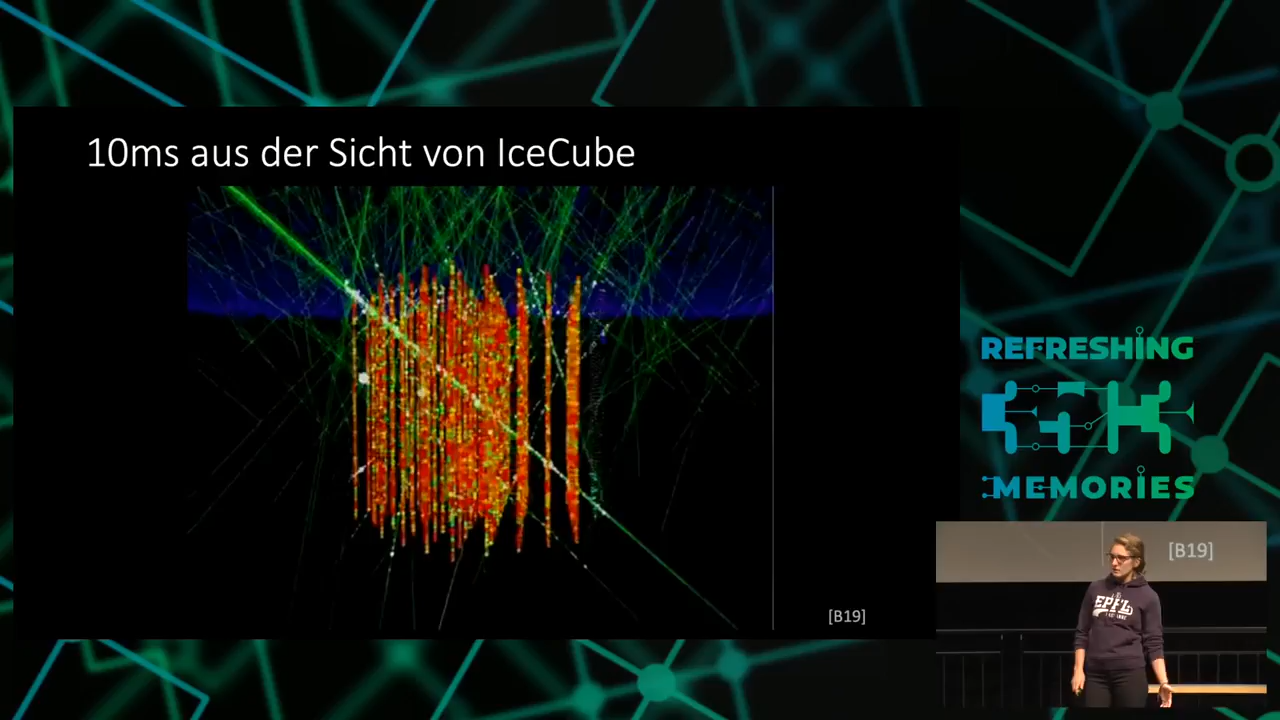 10ms aus der Sicht von IceCube
[B19]
REFRESHING
MEMORIES
[B19]
EPFL